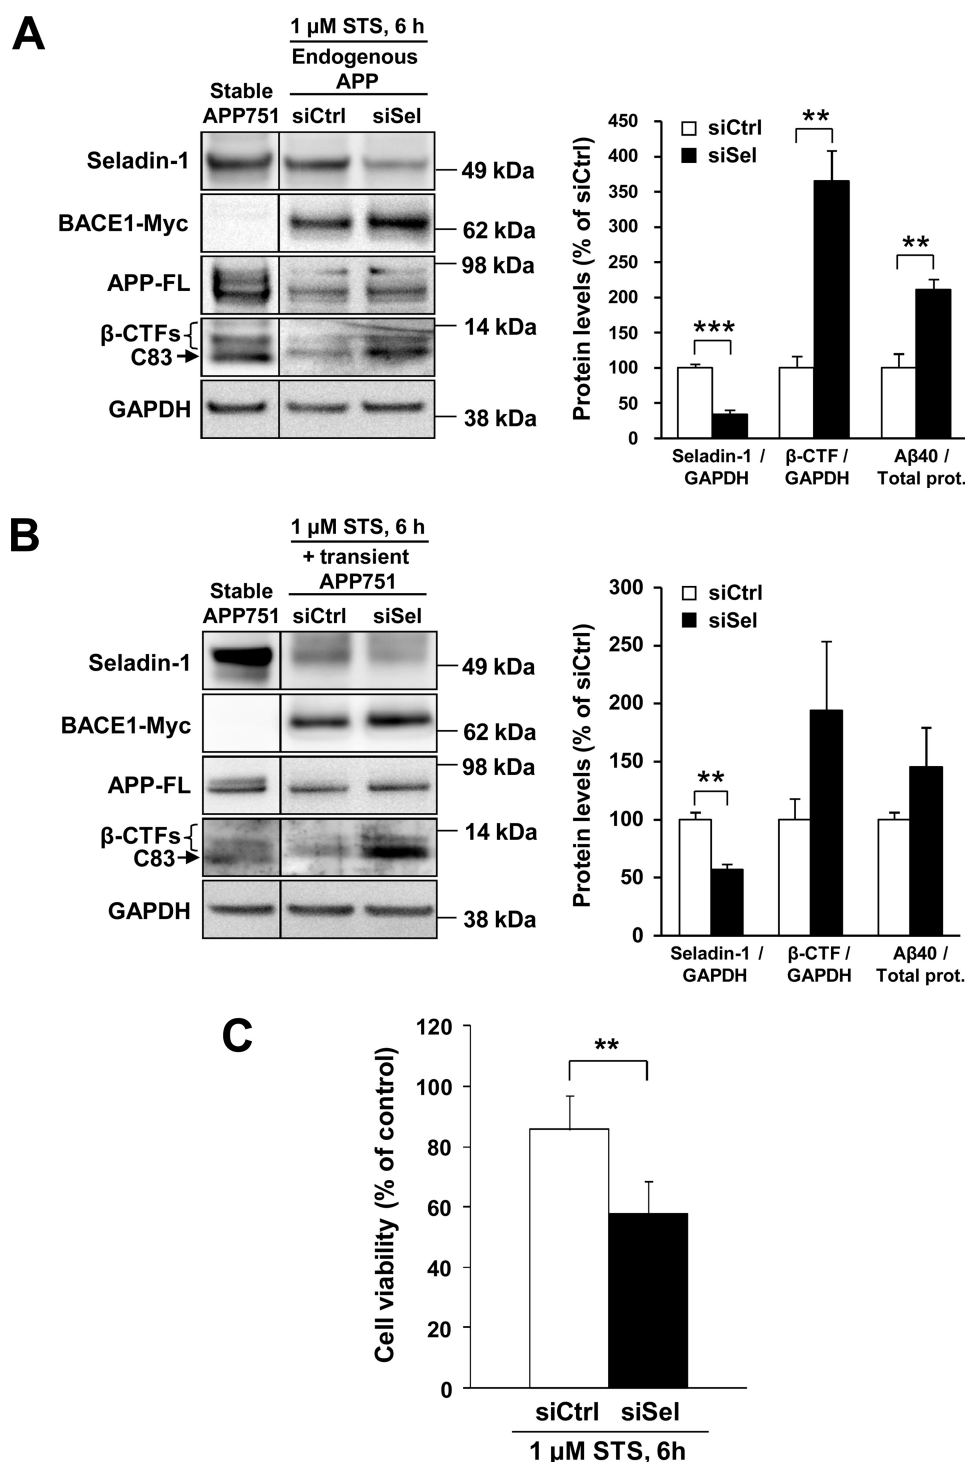 A
1 µM STS, 6 h
Endogenous
APP
Stable
APP751
siCtrl
siSel
Seladin-1
49 kDa
BACE1-Myc
62 kDa
APP-FL
98 kDa
β-CTFs
14 kDa
C83
GAPDH
38 kDa
Protein levels (% of siCtrl)
450
400
350
300
250
200
150
100
50
0
siCtrl
siSel
***
**
**
Seladin-1 /
GAPDH
β-CTF /
GAPDH
Aβ40 /
Total prot.
B
1 µM STS, 6 h
+ transient
APP751
Stable
APP751
siCtrl
siSel
Seladin-1
49 kDa
BACE1-Myc
62 kDa
APP-FL
98 kDa
β-CTFs
14 kDa
C83
GAPDH
38 kDa
Protein levels (% of siCtrl)
300
250
200
150
100
50
0
siCtrl
siSel
**
Seladin-1 /
GAPDH
β-CTF /
GAPDH
Aβ40 /
Total prot.
C
Cell viability (% of control)
120
100
80
60
40
20
0
**
siCtrl siSel
1 µM STS, 6h